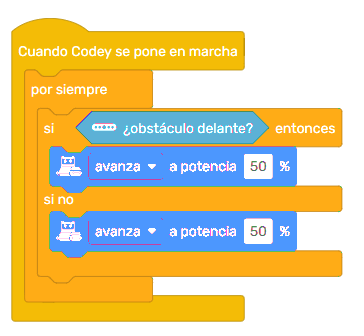 Cuando Codey se pone en marcha
por siempre
si ¿obstáculo delante? entonces
avanza a potencia 50 %
si no
avanza a potencia 50 %